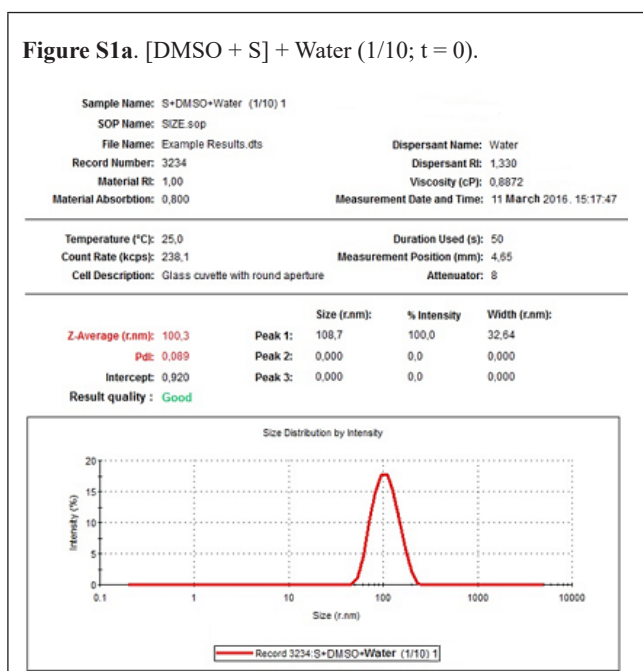 Figure S1a. [DMSO + S] + Water (1/10; t = 0).
Sample Name: S+DMSO+Water (1/10) 1
SOP Name: SIZE.sop
File Name: Example Results.dts Dispersant Name: Water
Record Number: 3234 Dispersant RI: 1,330
Material RI: 1,00 Viscosity (cP): 0,8872
Material Absorbtion: 0,800 Measurement Date and Time: 11 March 2016. 15:17:47
Temperature (°C): 25,0 Duration Used (s): 50
Count Rate (kcps): 238,1 Measurement Position (mm): 4,65
Cell Description: Glass cuvette with round aperture Attenuator: 8
Size (r.nm): % Intensity Width (r.nm):
Z-Average (r.nm): 100,3 Peak 1: 108,7 100,0 32,64
PdI: 0,089 Peak 2: 0,000 0,0 0,000
Intercept: 0,920 Peak 3: 0,000 0,0 0,000
Result quality : Good
Size Distribution by Intensity
Intensity (%)
20
15
10
5
0
0.1 1 10 100 1000 10000
Size (r.nm)
Record 3234:S+DMSO+Water (1/10) 1